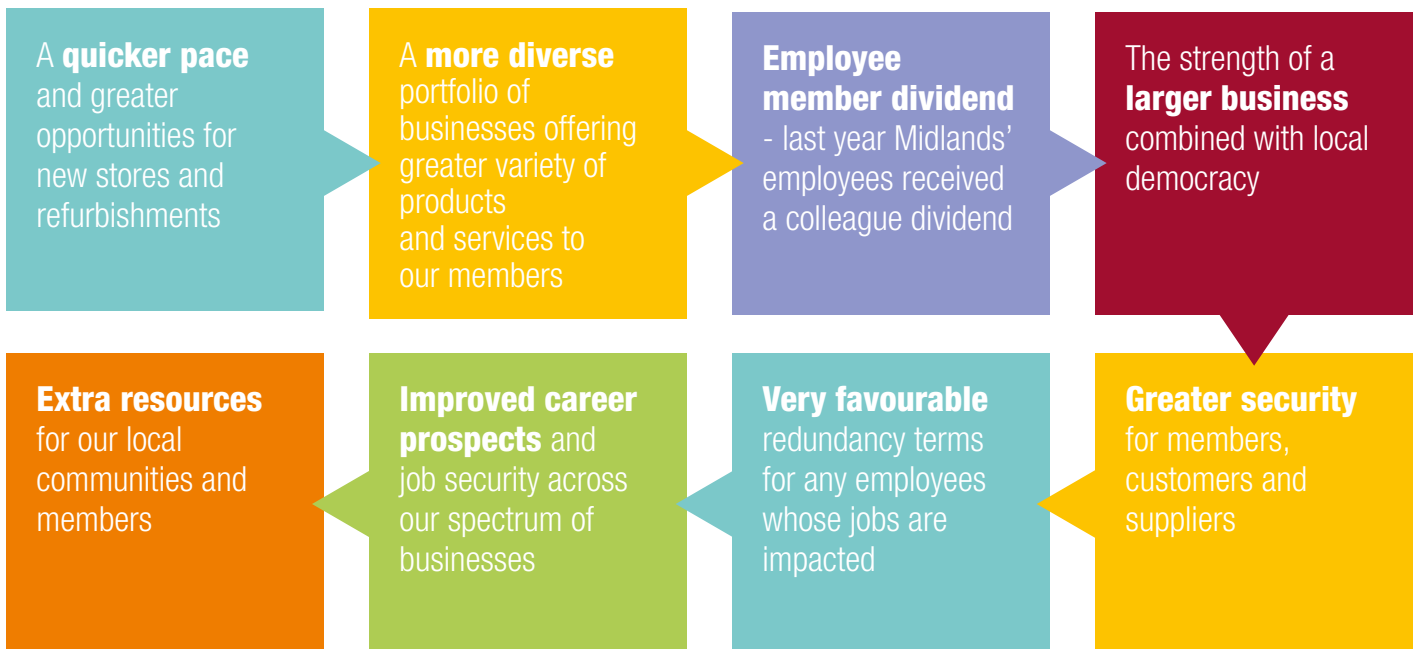 A quicker pace
and greater
opportunities for
new stores and
refurbishments
A more diverse
portfolio of
businesses offering
greater variety of
products
and services to
our members
Employee
member dividend
- last year Midlands’
employees received
a colleague dividend
The strength of a
larger business
combined with local
democracy
Greater security
for members,
customers and
suppliers
Very favourable
redundancy terms
for any employees
whose jobs are
impacted
Improved career
prospects and
job security across
our spectrum of
businesses
Extra resources
for our local
communities and
members